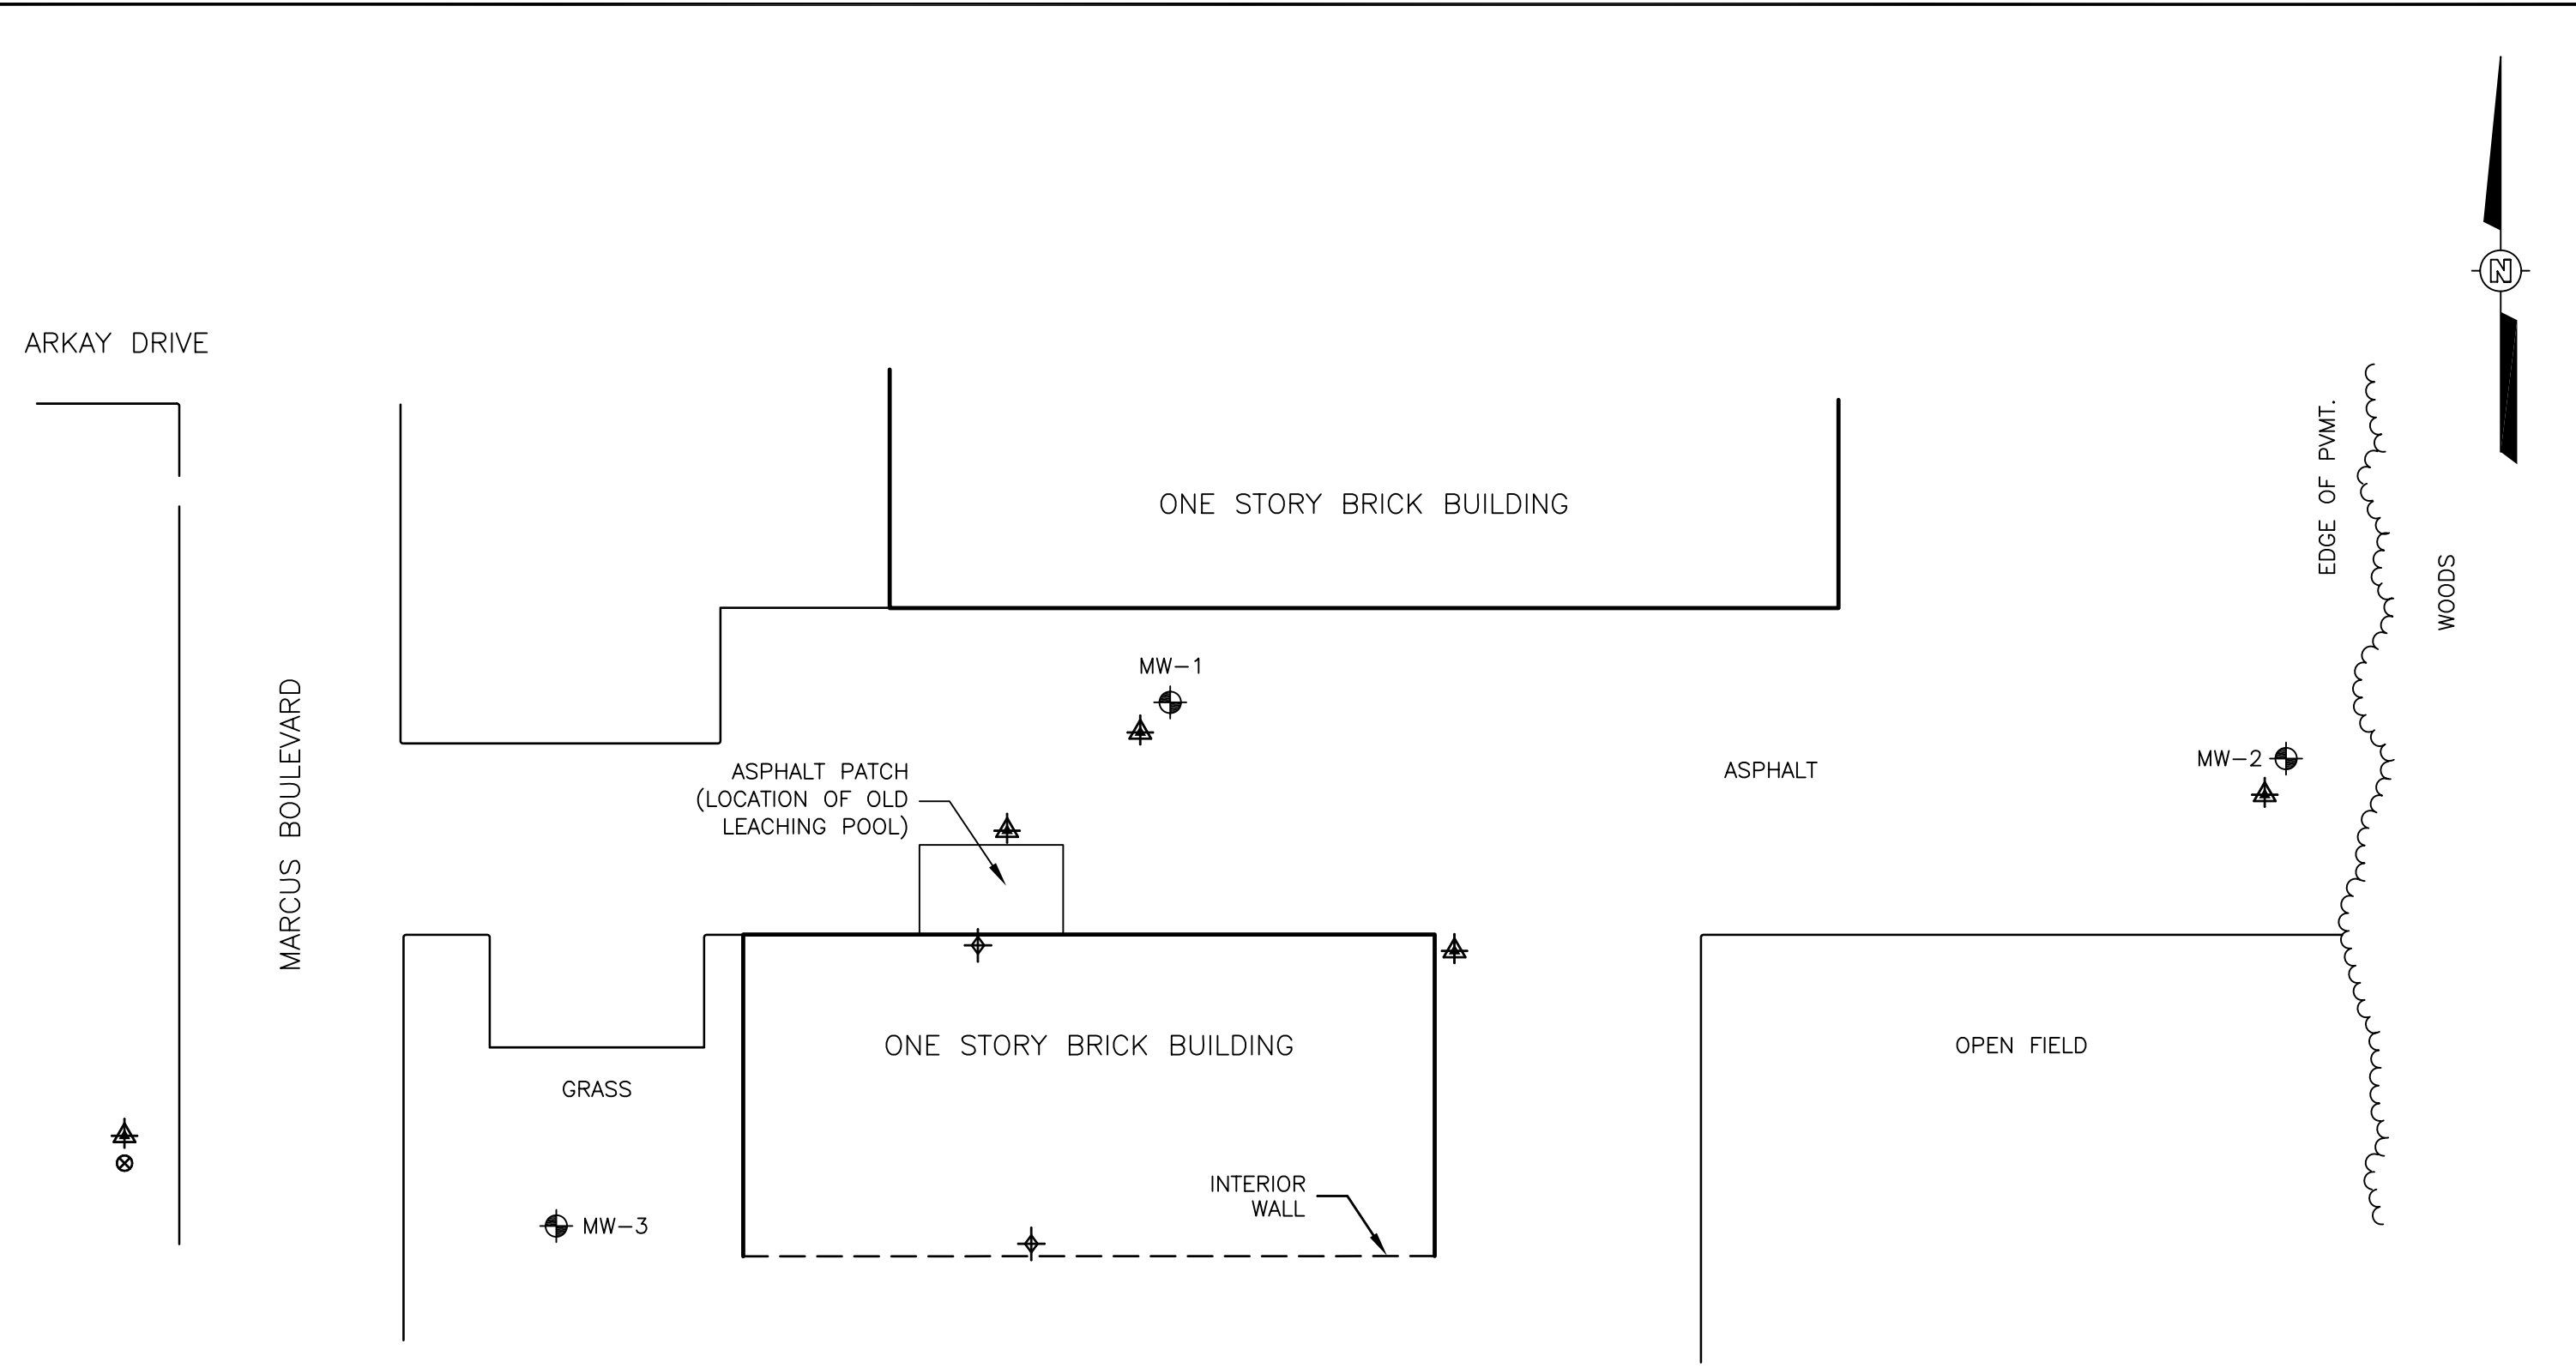 N
ARKAY DRIVE
EDGE OF PVMT.
ONE STORY BRICK BUILDING
WOODS
MW-1
MARCUS BOULEVARD
ASPHALT PATCH
(LOCATION OF OLD
LEACHING POOL)
ASPHALT
MW-2
ONE STORY BRICK BUILDING
OPEN FIELD
GRASS
INTERIOR
WALL
MW-3